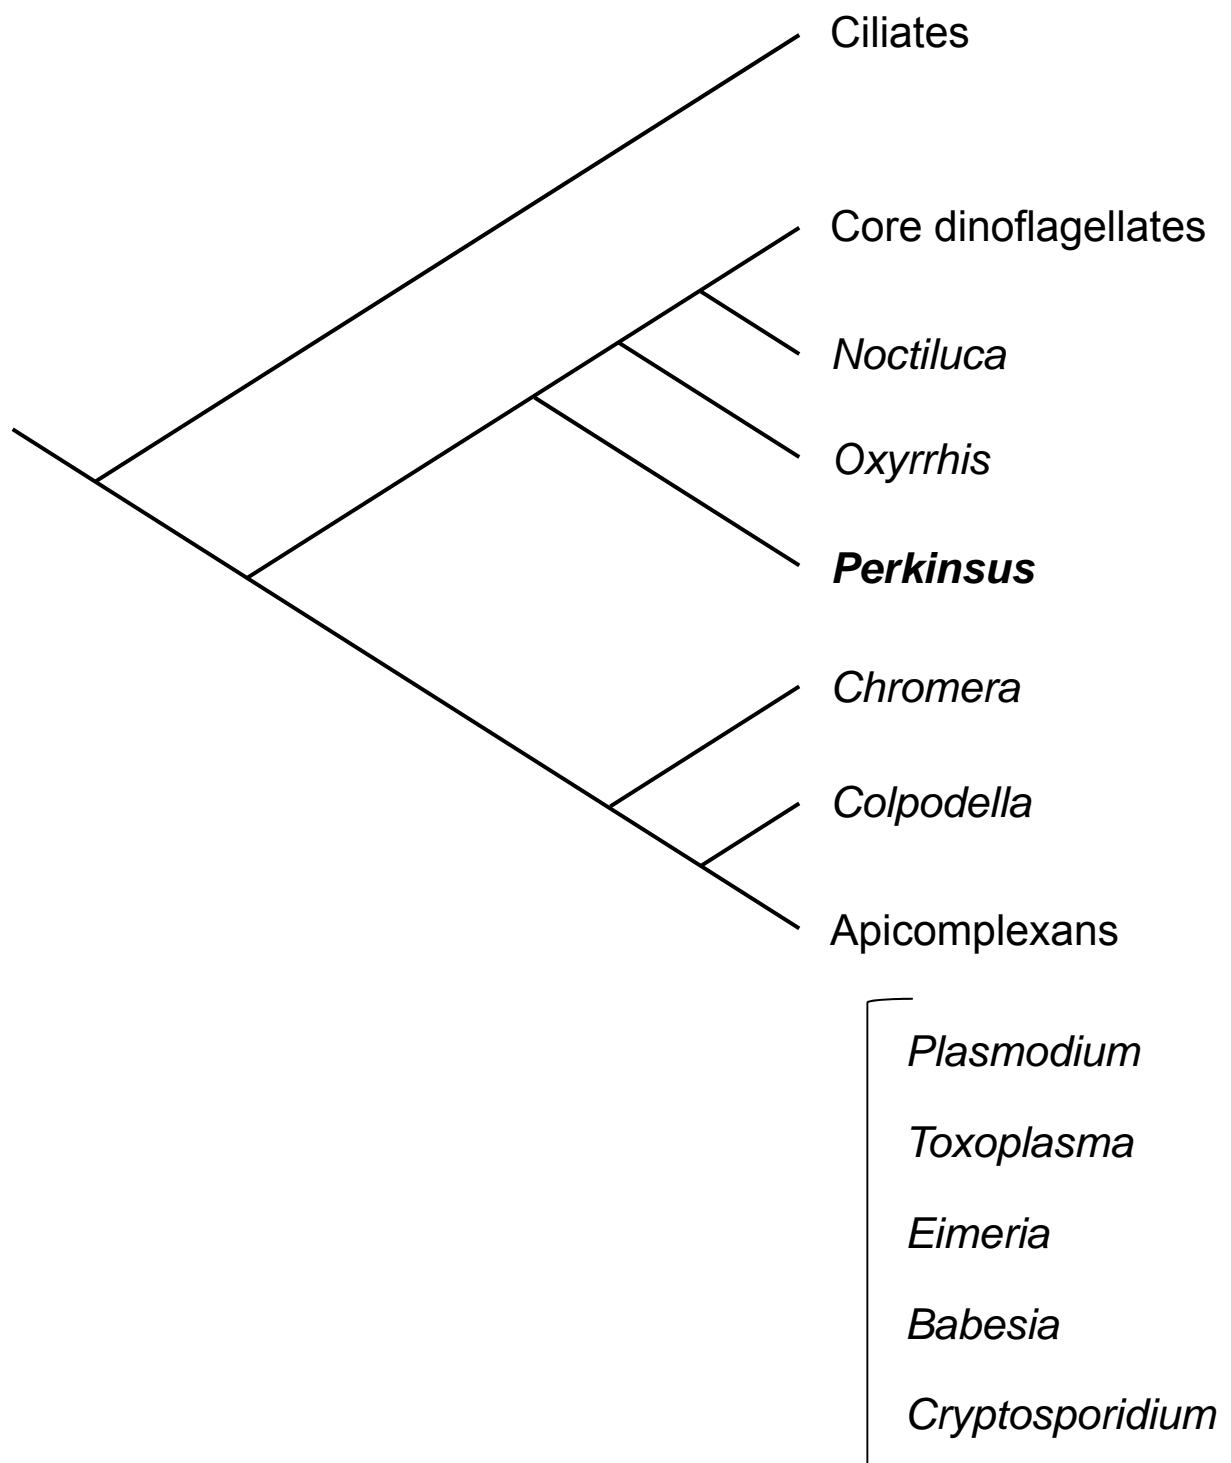 Ciliates
Core dinoflagellates
Noctiluca
Oxyrrhis
Perkinsus
Chromera
Colpodella
Apicomplexans
Plasmodium
Toxoplasma
Eimeria
Babesia
Cryptosporidium